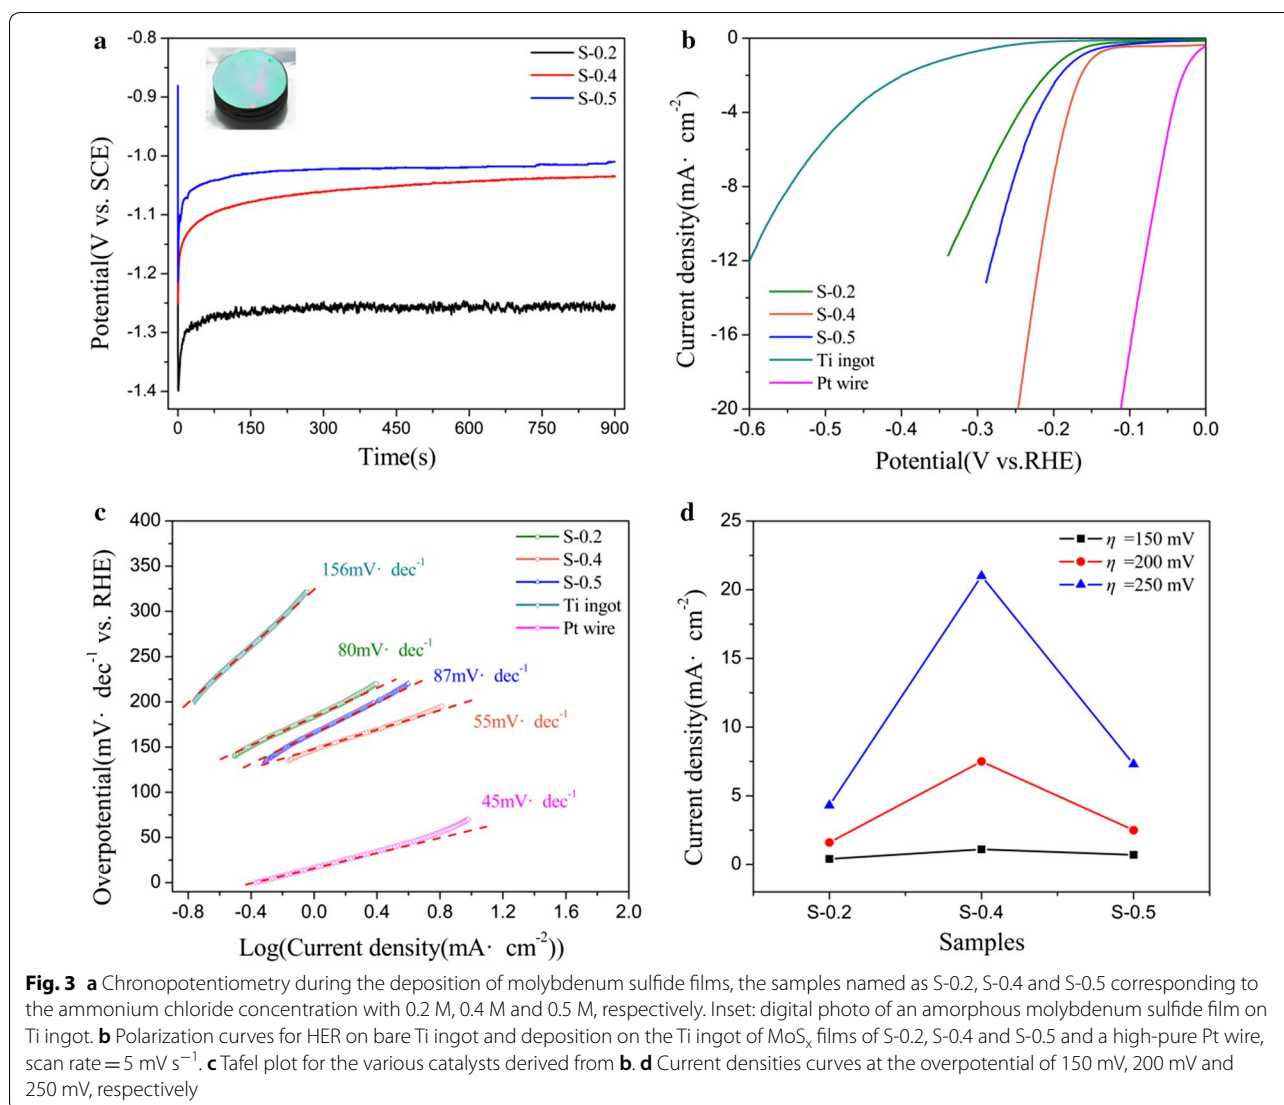 a
-0.8
-0.9
-1.0
-1.1
-1.2
-1.3
-1.4
0
150
300
450
600
750
900
Potential(V vs. SCE)
Time(s)
S-0.2
S-0.4
S-0.5
b
0
-4
-8
-12
-16
-20
-0.6
-0.5
-0.4
-0.3
-0.2
-0.1
0.0
Current density(mA· cm-2)
Potential(V vs.RHE)
S-0.2
S-0.4
S-0.5
Ti ingot
Pt wire
c
400
350
300
250
200
150
100
50
0
-0.8
-0.4
0.0
0.4
0.8
1.2
1.6
2.0
Overpotential(mV· dec-1 vs. RHE)
Log(Current density(mA· cm-2))
S-0.2
S-0.4
S-0.5
Ti ingot
Pt wire
156mV· dec-1
80mV· dec-1
87mV· dec-1
55mV· dec-1
45mV· dec-1
d
25
20
15
10
5
0
S-0.2
S-0.4
S-0.5
Current density(mA· cm-2)
Samples
η =150 mV
η =200 mV
η =250 mV
Fig. 3 a Chronopotentiometry during the deposition of molybdenum sulfide films, the samples named as S-0.2, S-0.4 and S-0.5 corresponding to
the ammonium chloride concentration with 0.2 M, 0.4 M and 0.5 M, respectively. Inset: digital photo of an amorphous molybdenum sulfide film on
Ti ingot. b Polarization curves for HER on bare Ti ingot and deposition on the Ti ingot of MoSx films of S-0.2, S-0.4 and S-0.5 and a high-pure Pt wire,
scan rate = 5 mV s−1. c Tafel plot for the various catalysts derived from b. d Current densities curves at the overpotential of 150 mV, 200 mV and
250 mV, respectively